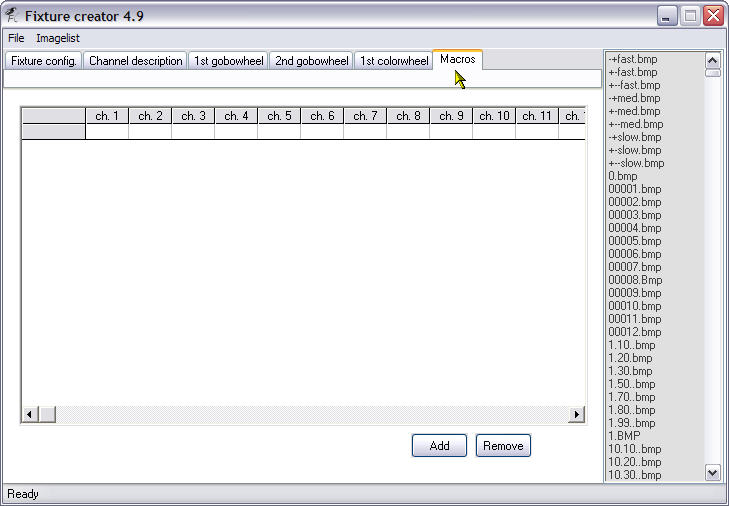 Fixture creator 4.9
File Imagelist
Fixture config. Channel description 1st gobowheel 2nd gobowheel 1st colorwheel Macros
ch. 1 ch. 2 ch. 3 ch. 4 ch. 5 ch. 6 ch. 7 ch. 8 ch. 9 ch. 10 ch. 11 ch.
Add Remove
-+fast.bmp
+-fast.bmp
+--fast.bmp
-+med.bmp
+-med.bmp
+--med.bmp
-+slow.bmp
+-slow.bmp
+--slow.bmp
0.bmp
00001.bmp
00002.bmp
00003.bmp
00004.bmp
00005.bmp
00006.bmp
00007.bmp
00008.Bmp
00009.bmp
00010.bmp
00011.bmp
00012.bmp
1.10..bmp
1.20.bmp
1.30.bmp
1.50..bmp
1.70..bmp
1.80..bmp
1.99..bmp
1.BMP
10.10..bmp
10.20..bmp
10.30..bmp
Ready